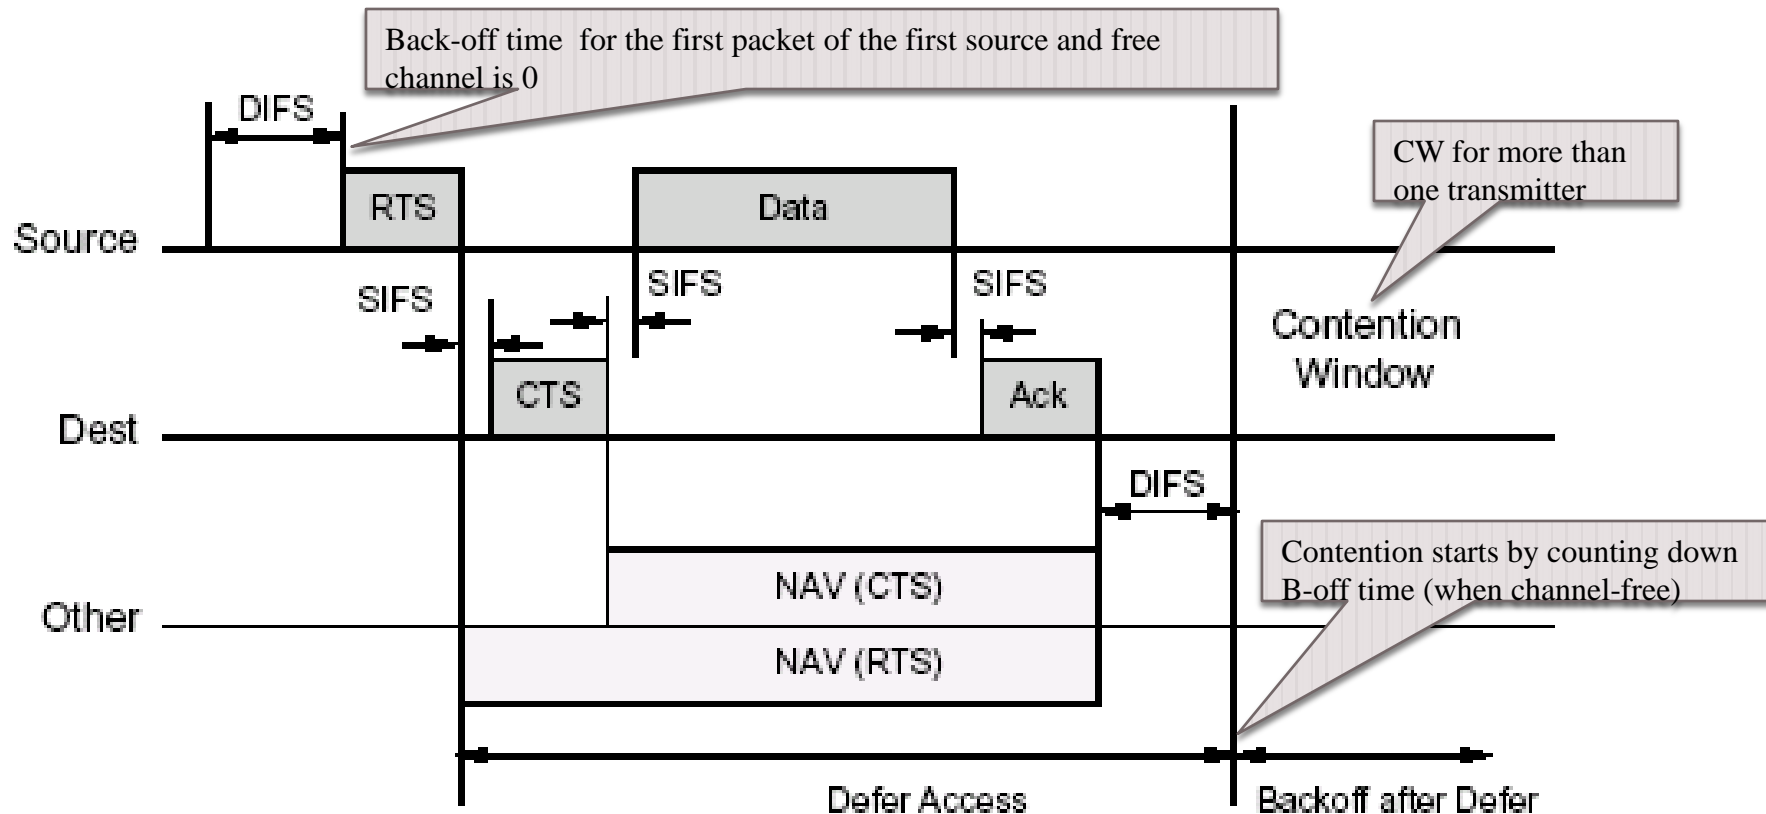 Back-off time for the first packet of the first source and free
channel is 0
DIFS
CW for more than
one transmitter
RTS
Data
Source
SIFS
SIFS
SIFS
Contention
Window
CTS
Ack
Dest
DIFS
Contention starts by counting down
B-off time (when channel-free)
NAV (CTS)
Other
NAV (RTS)
Defer Access
Backoff after Defer